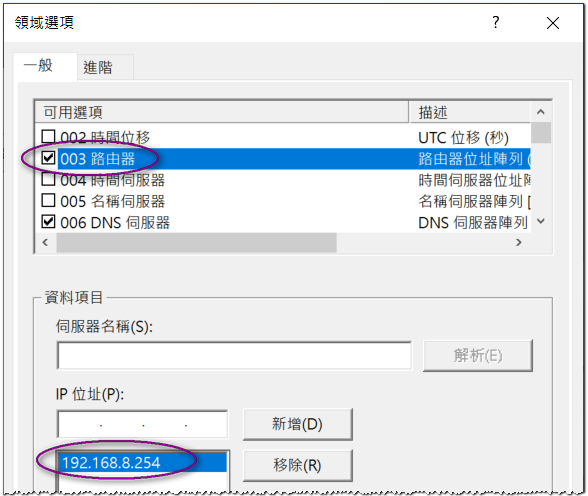 領域選項
?
一般 進階
可用選項 描述
002 時間位移 UTC 位移 (秒)
003 路由器 路由器位址陣列 (
004 時間伺服器 時間伺服器位址陣
005 名稱伺服器 名稱伺服器陣列 [
006 DNS 伺服器 DNS 伺服器陣列
資料項目
伺服器名稱(S):
解析(E)
IP 位址(P):
. . . 新增(D)
192.168.8.254 移除(R)